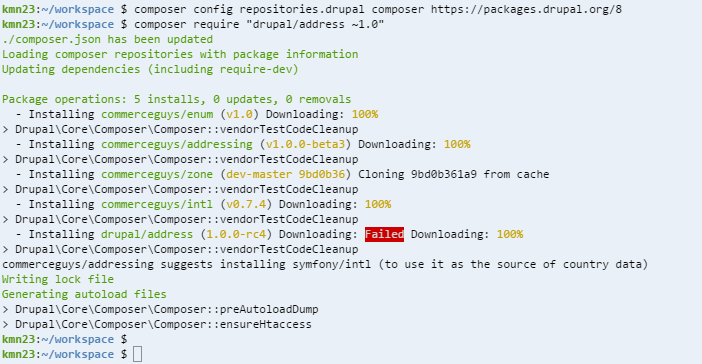 kmn23:~/workspace $ composer config repositories.drupal composer https://packages.drupal.org/8
kmn23:~/workspace $ composer require "drupal/address ~1.0"
./composer.json has been updated
Loading composer repositories with package information
Updating dependencies (including require-dev)
Package operations: 5 installs, 0 updates, 0 removals
- Installing commerceguys/enum (v1.0) Downloading: 100%
> Drupal\Core\Composer\Composer::vendorTestCodeCleanup
- Installing commerceguys/addressing (v1.0.0-beta3) Downloading: 100%
> Drupal\Core\Composer\Composer::vendorTestCodeCleanup
- Installing commerceguys/zone (dev-master 9bd0b36) Cloning 9bd0b361a9 from cache
> Drupal\Core\Composer\Composer::vendorTestCodeCleanup
- Installing commerceguys/intl (v0.7.4) Downloading: 100%
> Drupal\Core\Composer\Composer::vendorTestCodeCleanup
- Installing drupal/address (1.0.0-rc4) Downloading: Failed Downloading: 100%
> Drupal\Core\Composer\Composer::vendorTestCodeCleanup
commerceguys/addressing suggests installing symfony/intl (to use it as the source of country data)
Writing lock file
Generating autoload files
> Drupal\Core\Composer\Composer::preAutoloadDump
> Drupal\Core\Composer\Composer::ensureHtaccess
kmn23:~/workspace $
kmn23:~/workspace $